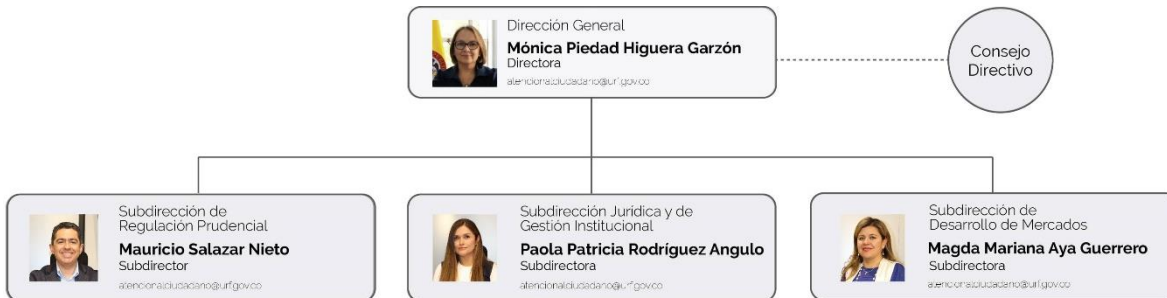 Dirección General
Mónica Piedad Higuera Garzón
Directora
atencionalciudadano@urf.gov.co
Consejo
Directivo
Subdirección de
Regulación Prudencial
Mauricio Salazar Nieto
Subdirector
atencionalciudadano@urf.gov.co
Subdirección Jurídica y de
Gestión Institucional
Paola Patricia Rodríguez Angulo
Subdirectora
atencionalciudadano@urf.gov.co
Subdirección de
Desarrollo de Mercados
Magda Mariana Aya Guerrero
Subdirectora
atencionalciudadano@urf.gov.co